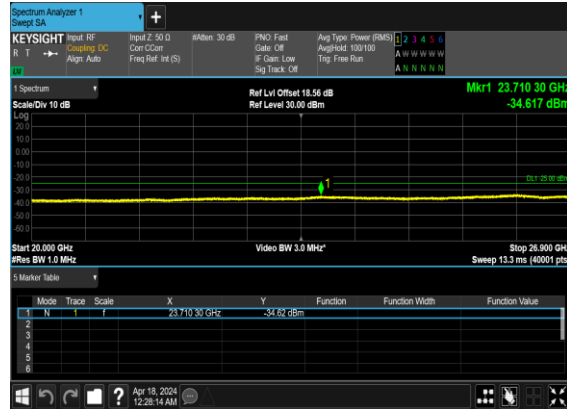 Spectrum Analyzer 1
Swept SA
+
KEYSIGHT Input: RF Input Z: 50 Ω #Atten: 30 dB PNO: Fast Avg Type: Power (RMS) 1 2 3 4 5 6
R T Coupling: DC Corr CCorr Gate: Off Avg|Hold: 100/100 A W W W W W
Align: Auto Freq Ref: Int (S) IF Gain: Low Trig: Free Run
Sig Track: Off A N N N N N
1 Spectrum Ref Lvl Offset 18.56 dB Mkr1 23.710 30 GHz
Scale/Div 10 dB Ref Level 30.00 dBm -34.617 dBm
Log
20.0
10.0
0.00
-10.0
-20.0
-30.0
-40.0
-50.0
-60.0
1
DL1 -25.00 dBm
Start 20.000 GHz Video BW 3.0 MHz* Stop 26.900 GHz
#Res BW 1.0 MHz Sweep 13.3 ms (40001 pts)
5 Marker Table
Mode Trace Scale X Y Function Function Width Function Value
1 N 1 f 23.710 30 GHz -34.62 dBm
2
3
4
5
6
? Apr 18, 2024
12:28:14 AM